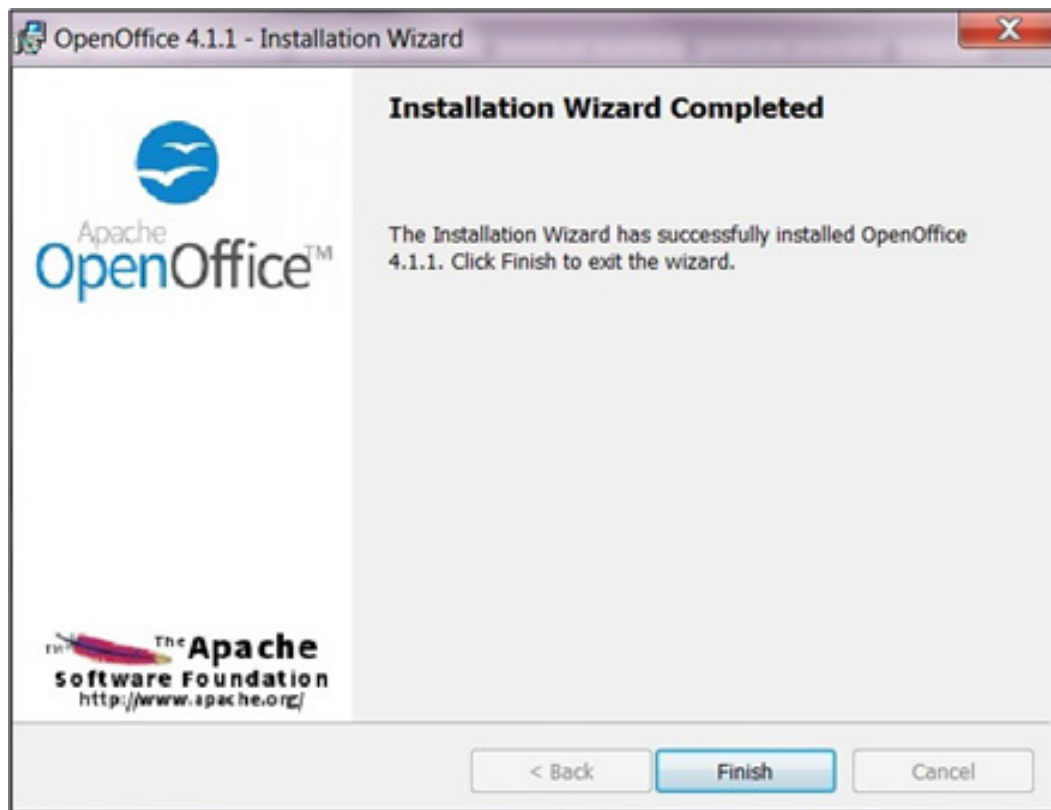 OpenOffice 4.1.1 - Installation Wizard
Installation Wizard Completed
Apache
OpenOffice™
The Installation Wizard has successfully installed OpenOffice
4.1.1. Click Finish to exit the wizard.
TM
The Apache
Software Foundation
http://www.apache.org/
< Back
Finish
Cancel